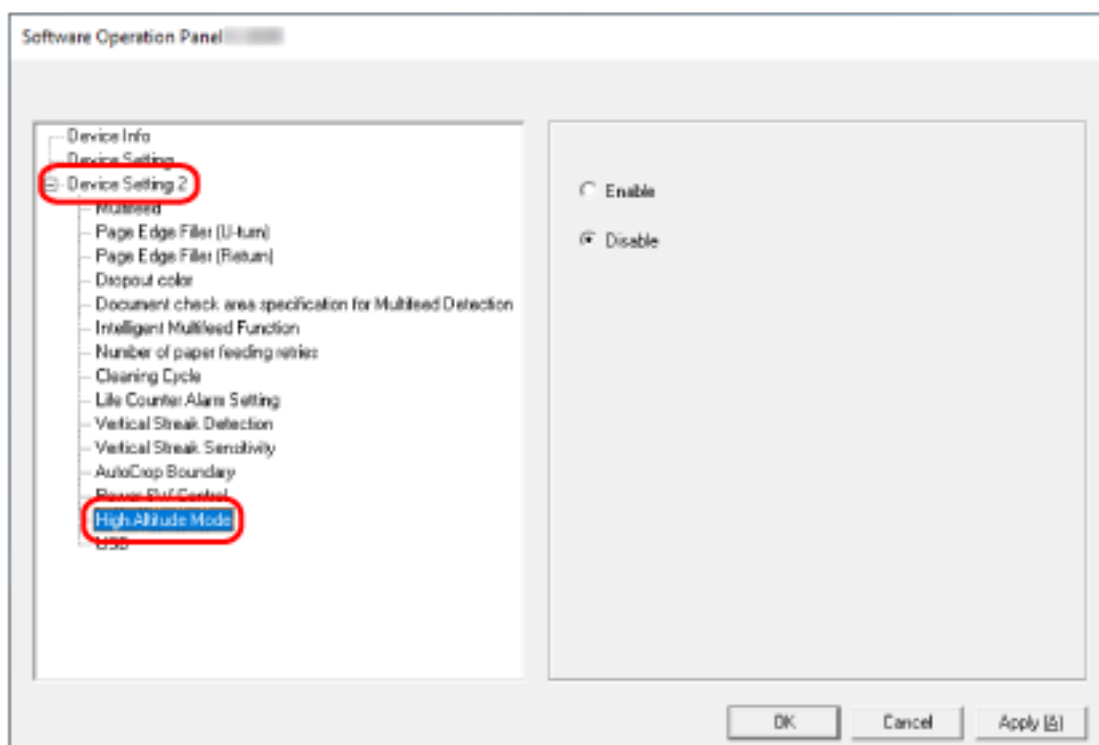 Software Operation Panel
Device Info
Device Setting
Device Setting 2
Multifeed
Page Edge Filler (U-turn)
Page Edge Filler (Return)
Dropout color
Document check area specification for Multifeed Detection
Intelligent Multifeed Function
Number of paper feeding retries
Cleaning Cycle
Life Counter Alarm Setting
Vertical Streak Detection
Vertical Streak Sensitivity
AutoCrop Boundary
Power SW Control
High Altitude Mode
USB
Enable
Disable
OK
Cancel
Apply (A)